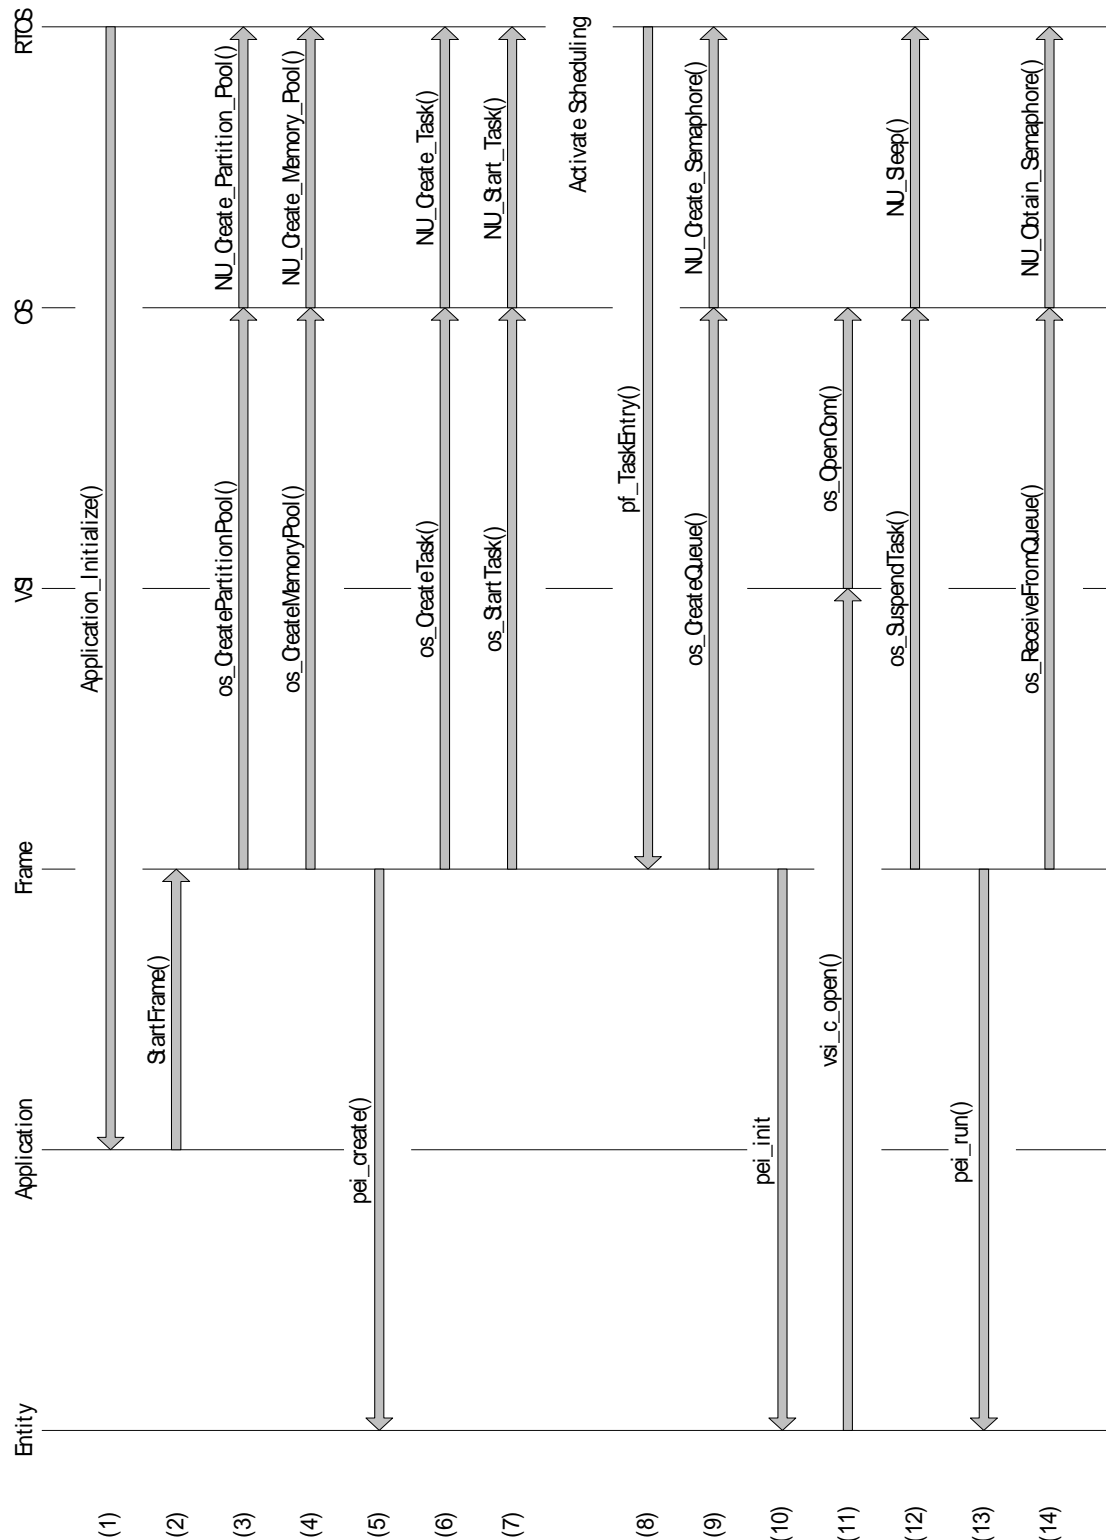 Entity
Application
Frame
VSI
OS
RTOS
(1)
Application_Initialize()
(2)
StartFrame()
(3)
os_CreatePartitionPool()
NU_Create_Partition_Pool()
(4)
os_CreateMemoryPool()
NU_Create_Memory_Pool()
(5)
pei_create()
(6)
os_CreateTask()
NU_Create_Task()
(7)
os_StartTask()
NU_Start_Task()
Activate Scheduling
(8)
pf_TaskEntry()
(9)
os_CreateQueue()
NU_Create_Semaphore()
(10)
pei_init
(11)
vsi_c_open()
os_OpenCom()
(12)
os_SuspendTask()
NU_Sleep()
(13)
pei_run()
(14)
os_ReceiveFromQueue()
NU_Obtain_Semaphore()